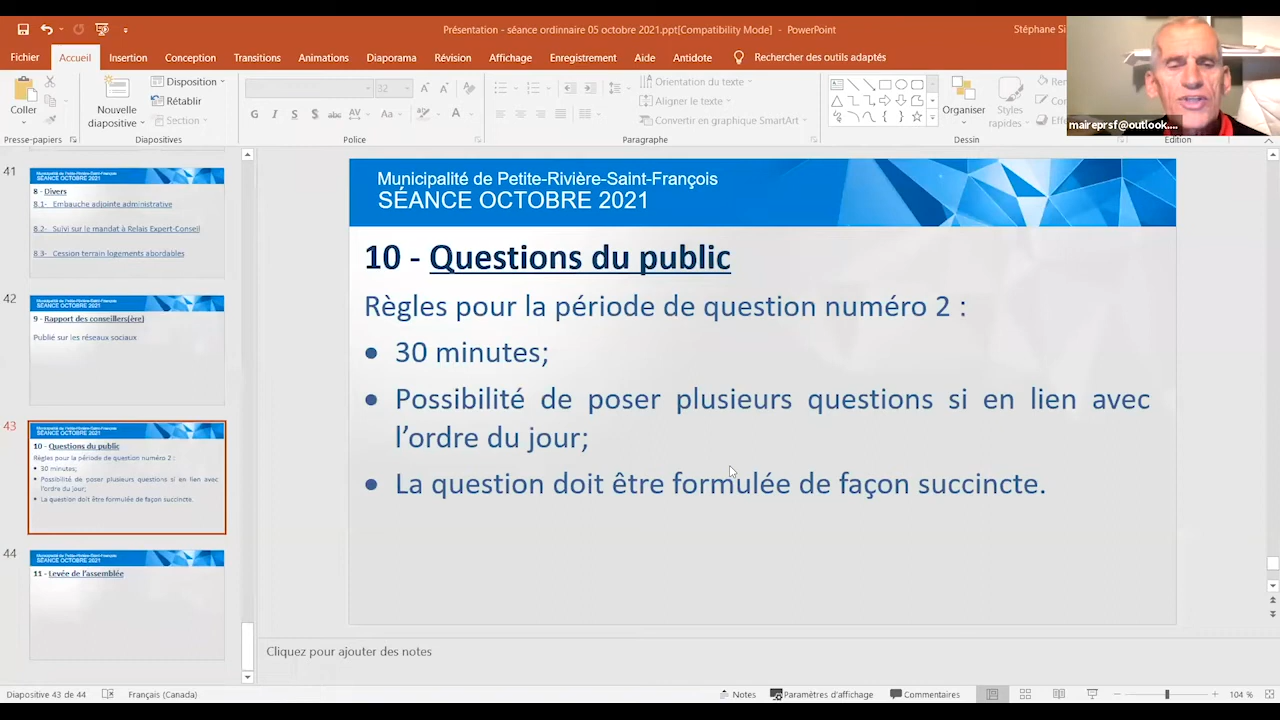 Présentation - séance ordinnaire 05 octobre 2021.ppt[Compatibility Mode] - PowerPoint
Stéphane Si
Fichier Accueil Insertion Conception Transitions Animations Diaporama Révision Affichage Enregistrement Aide Antidote Rechercher des outils adaptés
Coller
Nouvelle diapositive
Disposition
Rétablir
Section
32
G I S S abc AV Aa A
Orientation du texte
Aligner le texte
Convertir en graphique SmartArt
Organiser
Styles rapides
maireprsf@outlook....
Presse-papiers Diapositives Police Paragraphe Dessin Edition
41
Municipalité de Petite-Rivière-Saint-François
SÉANCE OCTOBRE 2021
8 - Divers
8.1- Embauche adjointe administrative
8.2- Suivi sur le mandat à Relais Expert-Conseil
8.3- Cession terrain logements abordables
42
Municipalité de Petite-Rivière-Saint-François
SÉANCE OCTOBRE 2021
9 - Rapport des conseillers(ère)
Publié sur les réseaux sociaux
43
Municipalité de Petite-Rivière-Saint-François
SÉANCE OCTOBRE 2021
10 - Questions du public
Règles pour la période de question numéro 2 :
• 30 minutes;
• Possibilité de poser plusieurs questions si en lien avec
l'ordre du jour;
• La question doit être formulée de façon succincte.
44
Municipalité de Petite-Rivière-Saint-François
SÉANCE OCTOBRE 2021
11 - Levée de l'assemblée
Municipalité de Petite-Rivière-Saint-François
SÉANCE OCTOBRE 2021
10 - Questions du public
Règles pour la période de question numéro 2 :
• 30 minutes;
• Possibilité de poser plusieurs questions si en lien avec
l’ordre du jour;
• La question doit être formulée de façon succincte.
Cliquez pour ajouter des notes
Diapositive 43 de 44 Français (Canada) Notes Paramètres d'affichage Commentaires 104 %